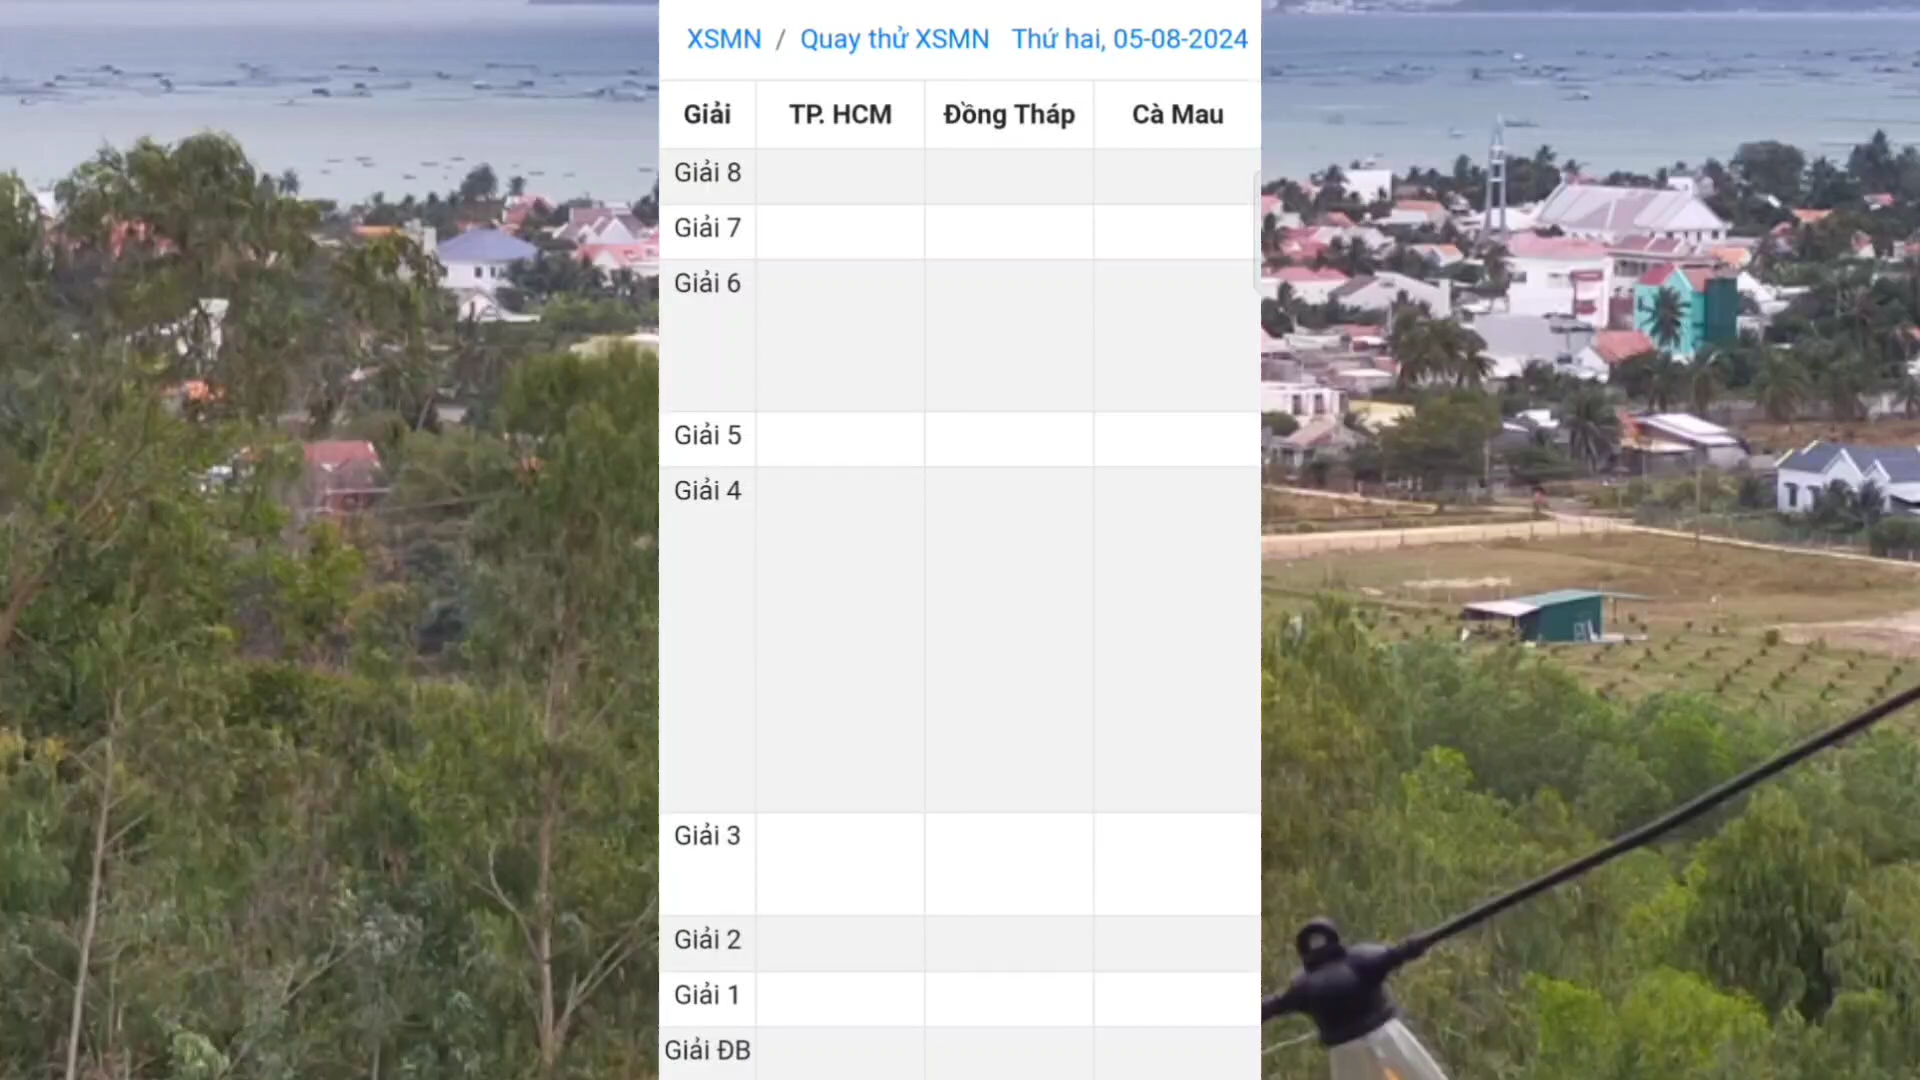 XSMN / Quay thử XSMN Thứ hai, 05-08-2024
Giải TP. HCM Đồng Tháp Cà Mau
Giải 8
Giải 7
Giải 6
Giải 5
Giải 4
Giải 3
Giải 2
Giải 1
Giải ĐB